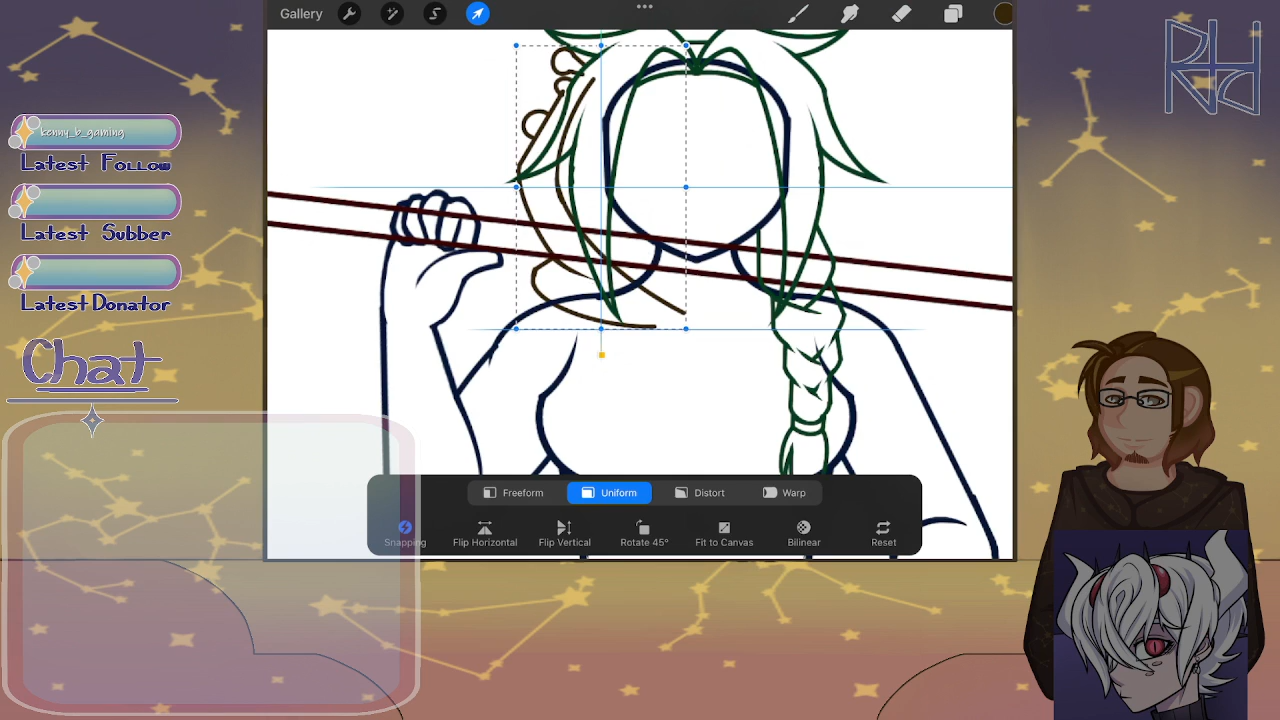 Gallery
kenny_b_gaming
Latest Follow
Latest Subber
Latest Donator
Chat
Freeform
Uniform
Distort
Warp
Snapping
Flip Horizontal
Flip Vertical
Rotate 45°
Fit to Canvas
Bilinear
Reset